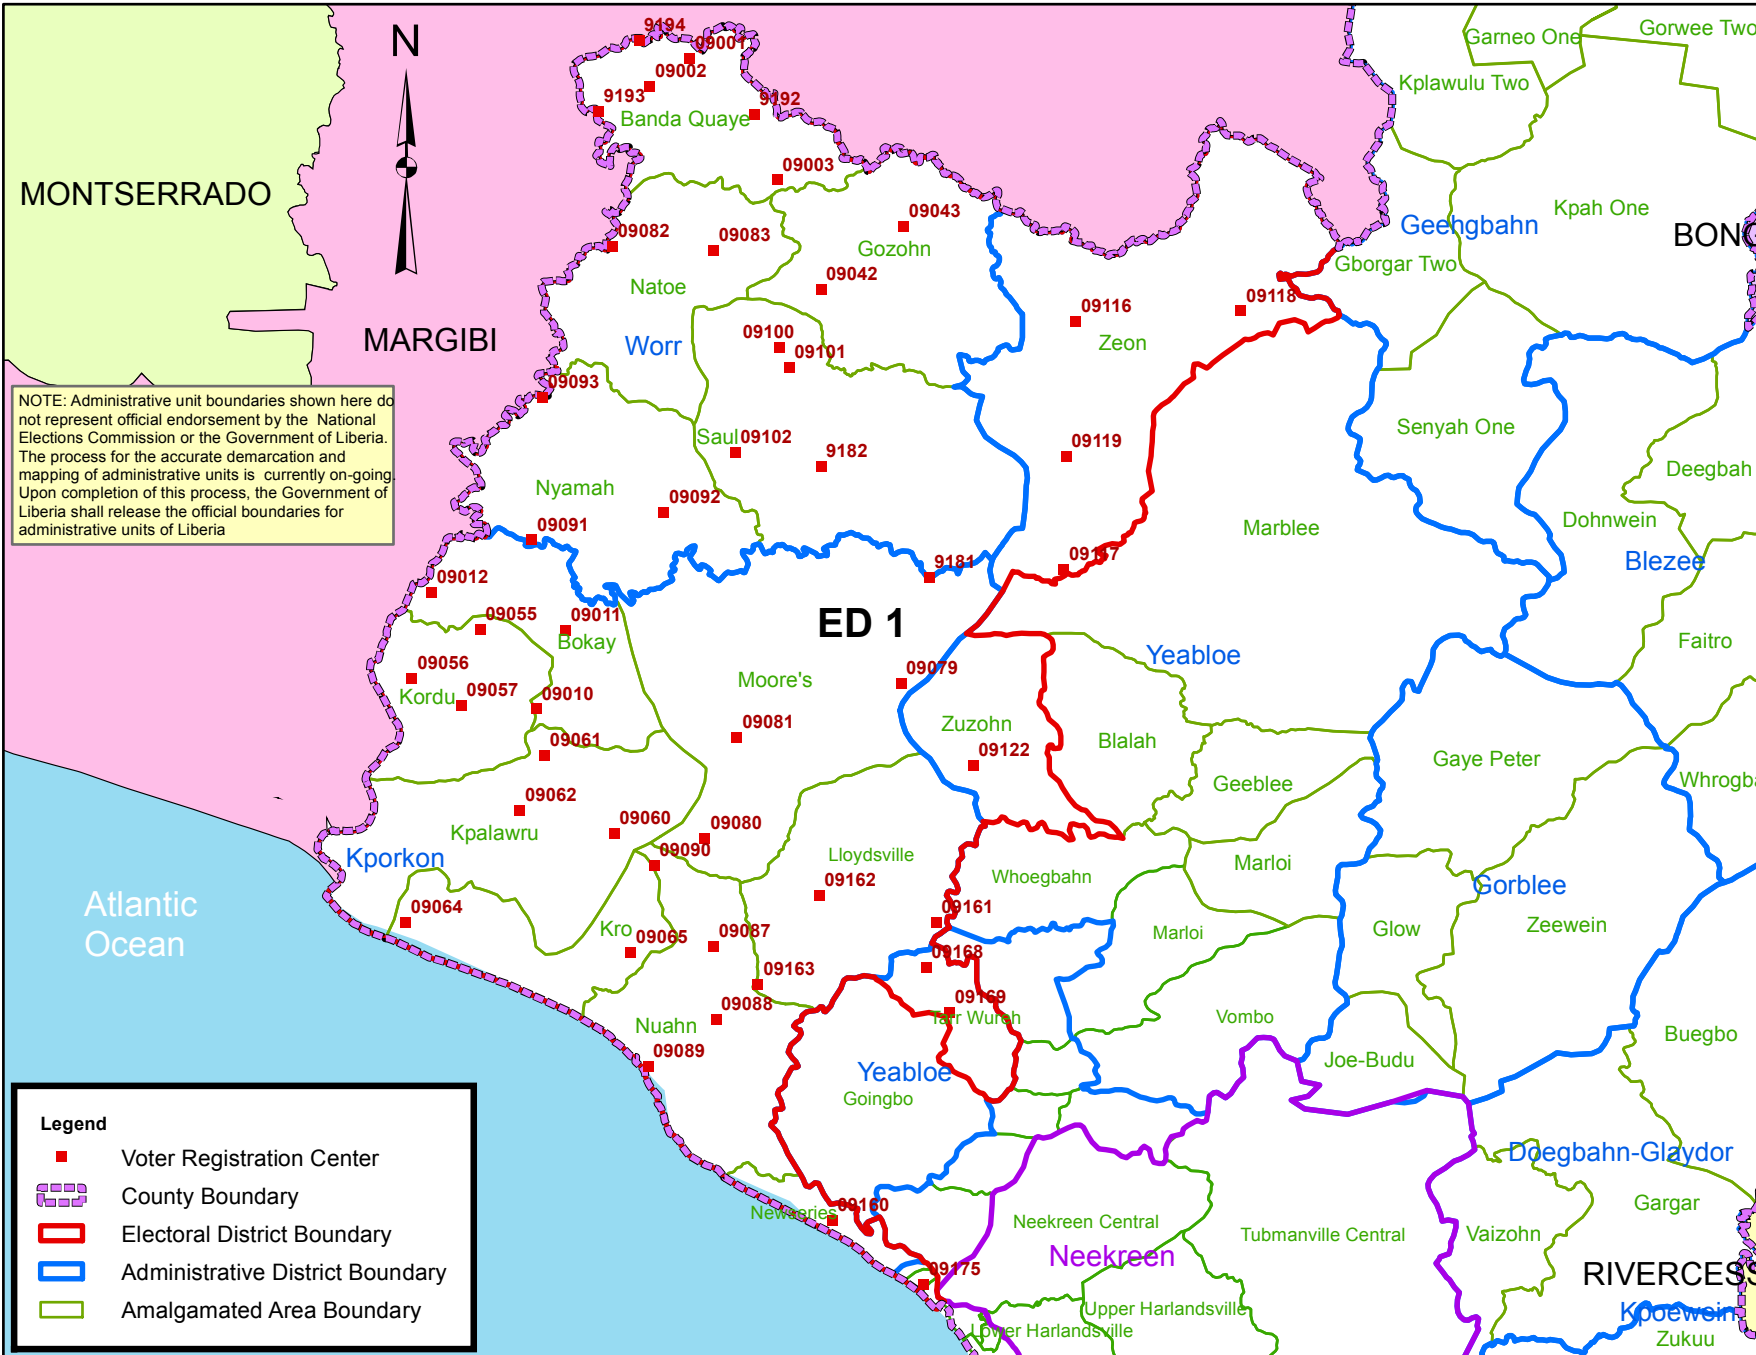 9194
09001
N
Garneo One
Gorwee Two
09002
Kplawulu Two
9193
9192
Banda Quaye
09003
MONTSERRADO
09043
Kpah One
09082
09083
Gozohn
Geehgbahn
Gborgar Two
09042
Natoe
09116
09118
MARGIBI
Worr
09100
09101
Zeon
NOTE: Administrative unit boundaries shown here do
not represent official endorsement by the National
Elections Commission or the Government of Liberia.
The process for the accurate demarcation and
mapping of administrative units is currently on-going.
Upon completion of this process, the Government of
Liberia shall release the official boundaries for
administrative units of Liberia
09093
Saul
09102
9182
09119
Senyah One
Deegbah
Nyamah
09092
09091
Marblee
Dohnwein
Blezee
9181
09117
09012
09055
09011
Bokay
ED 1
Yeabloe
Faitro
09056
Kordu
09057
09010
Moore's
09079
09081
Zuzohn
09122
Blalah
Geeblee
Gaye Peter
09061
09062
Kpalawru
09060
09080
Kporkon
09090
Lloydsville
09162
Whoegbahn
Marloi
Gorblee
Atlantic
Ocean
09064
Kro
09065
09087
09161
Marloi
Glow
Zeewein
09168
09163
09088
09169
Tarr Wureh
Vombo
Nuahn
09089
Yeabloe
Goingbo
Joe-Budu
Buegbo
Legend
Voter Registration Center
County Boundary
Electoral District Boundary
Administrative District Boundary
Amalgamated Area Boundary
Doegbahn-Glaydor
Gargar
09160
Neekreen Central
Tubmanville Central
Vaizohn
Neekreen
09175
RIVERCESS
Upper Harlandsville
Lower Harlandsville
Kpoewein
Zukuu